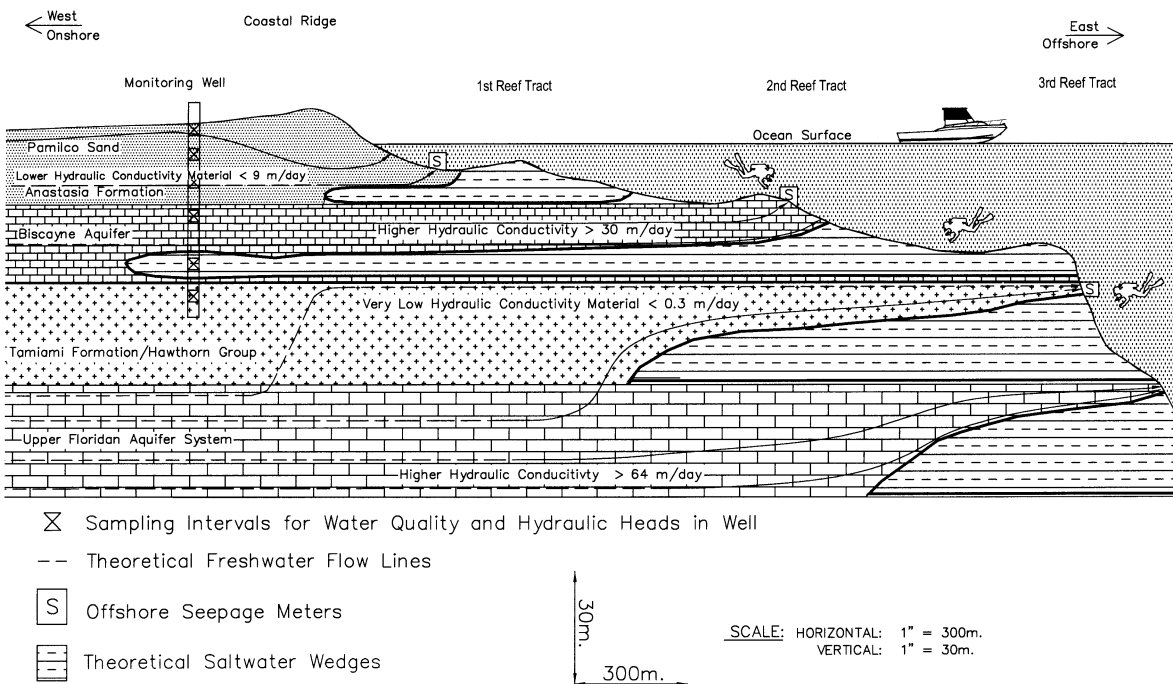 West
Onshore
Coastal Ridge
East
Offshore
Monitoring Well
1st Reef Tract
2nd Reef Tract
3rd Reef Tract
Ocean Surface
Pamilco Sand
S
Lower Hydraulic Conductivity Material < 9 m/day
Anastasia Formation
S
Biscayne Aquifer
Higher Hydraulic Conductivity > 30 m/day
S
Very Low Hydraulic Conductivity Material < 0.3 m/day
Tamiami Formation/Hawthorn Group
Upper Floridan Aquifer System
Higher Hydraulic Conductitivity > 64 m/day
Sampling Intervals for Water Quality and Hydraulic Heads in Well
Theoretical Freshwater Flow Lines
S Offshore Seepage Meters
Theoretical Saltwater Wedges
30m.
300m.
SCALE: HORIZONTAL: 1" = 300m.
VERTICAL: 1" = 30m.